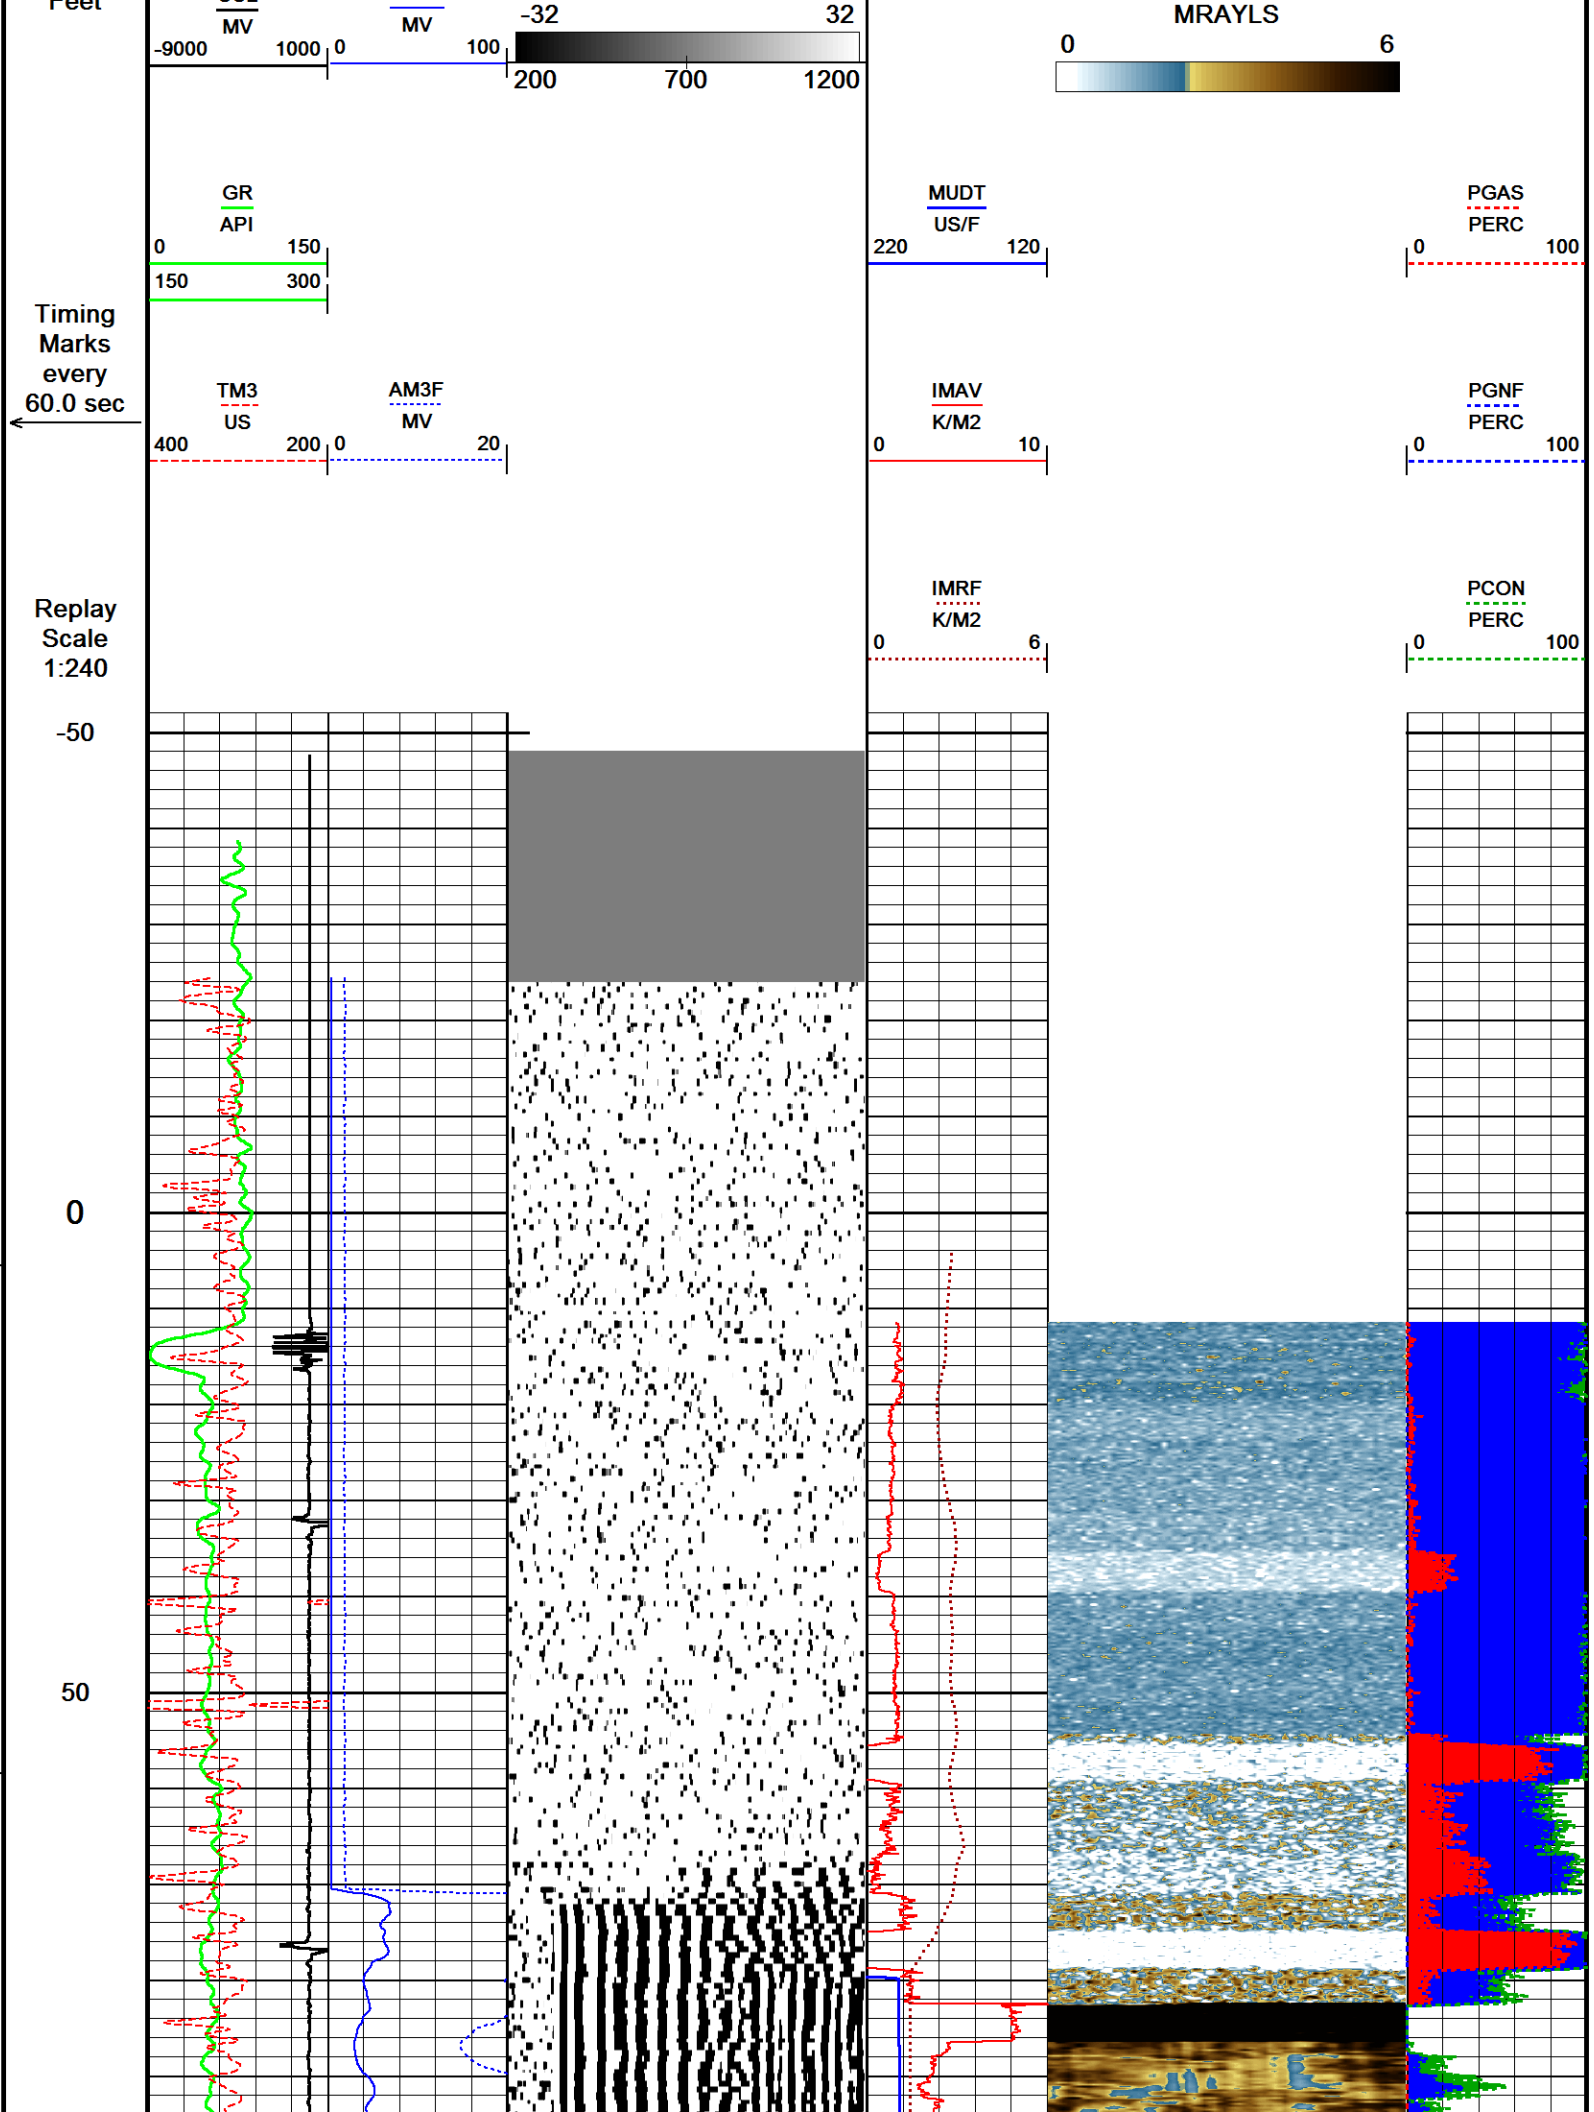 Feet
MV
-9000 1000
MV
0 100
-32 32
200 700 1200
MRAYLS
0 6
GR
API
0 150
150 300
MUDT
US/F
220 120
PGAS
PERC
0 100
Timing
Marks
every
60.0 sec
TM3
US
400 200
AM3F
MV
0 20
IMAV
K/M2
0 10
PGNF
PERC
0 100
Replay
Scale
1:240
IMRF
K/M2
0 6
PCON
PERC
0 100
-50
0
50